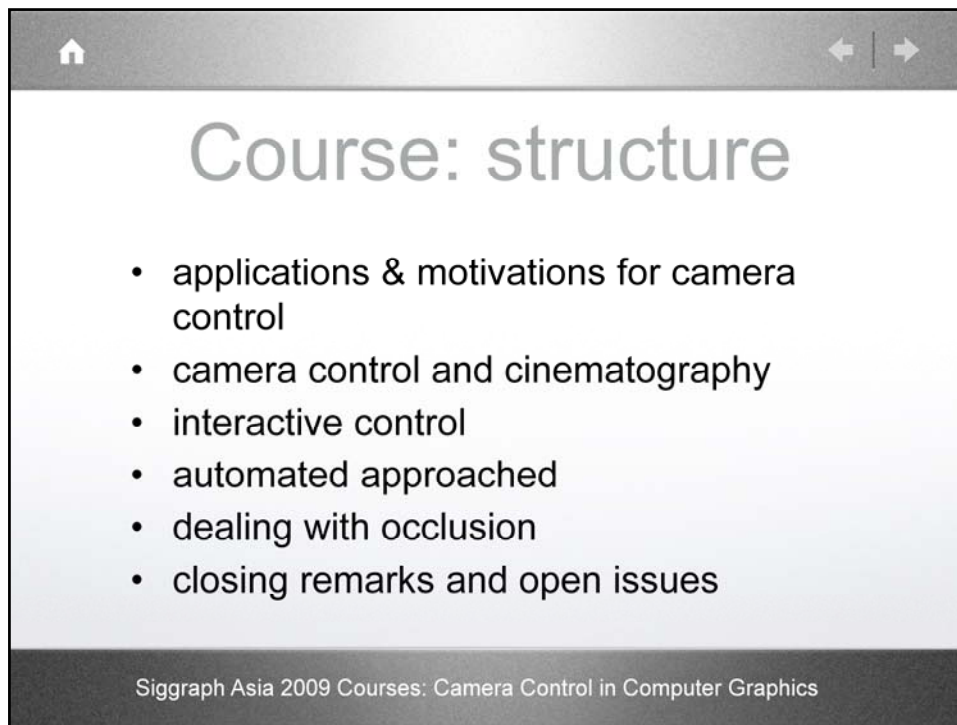 Course: structure
• applications & motivations for camera
control
• camera control and cinematography
• interactive control
• automated approached
• dealing with occlusion
• closing remarks and open issues
Siggraph Asia 2009 Courses: Camera Control in Computer Graphics